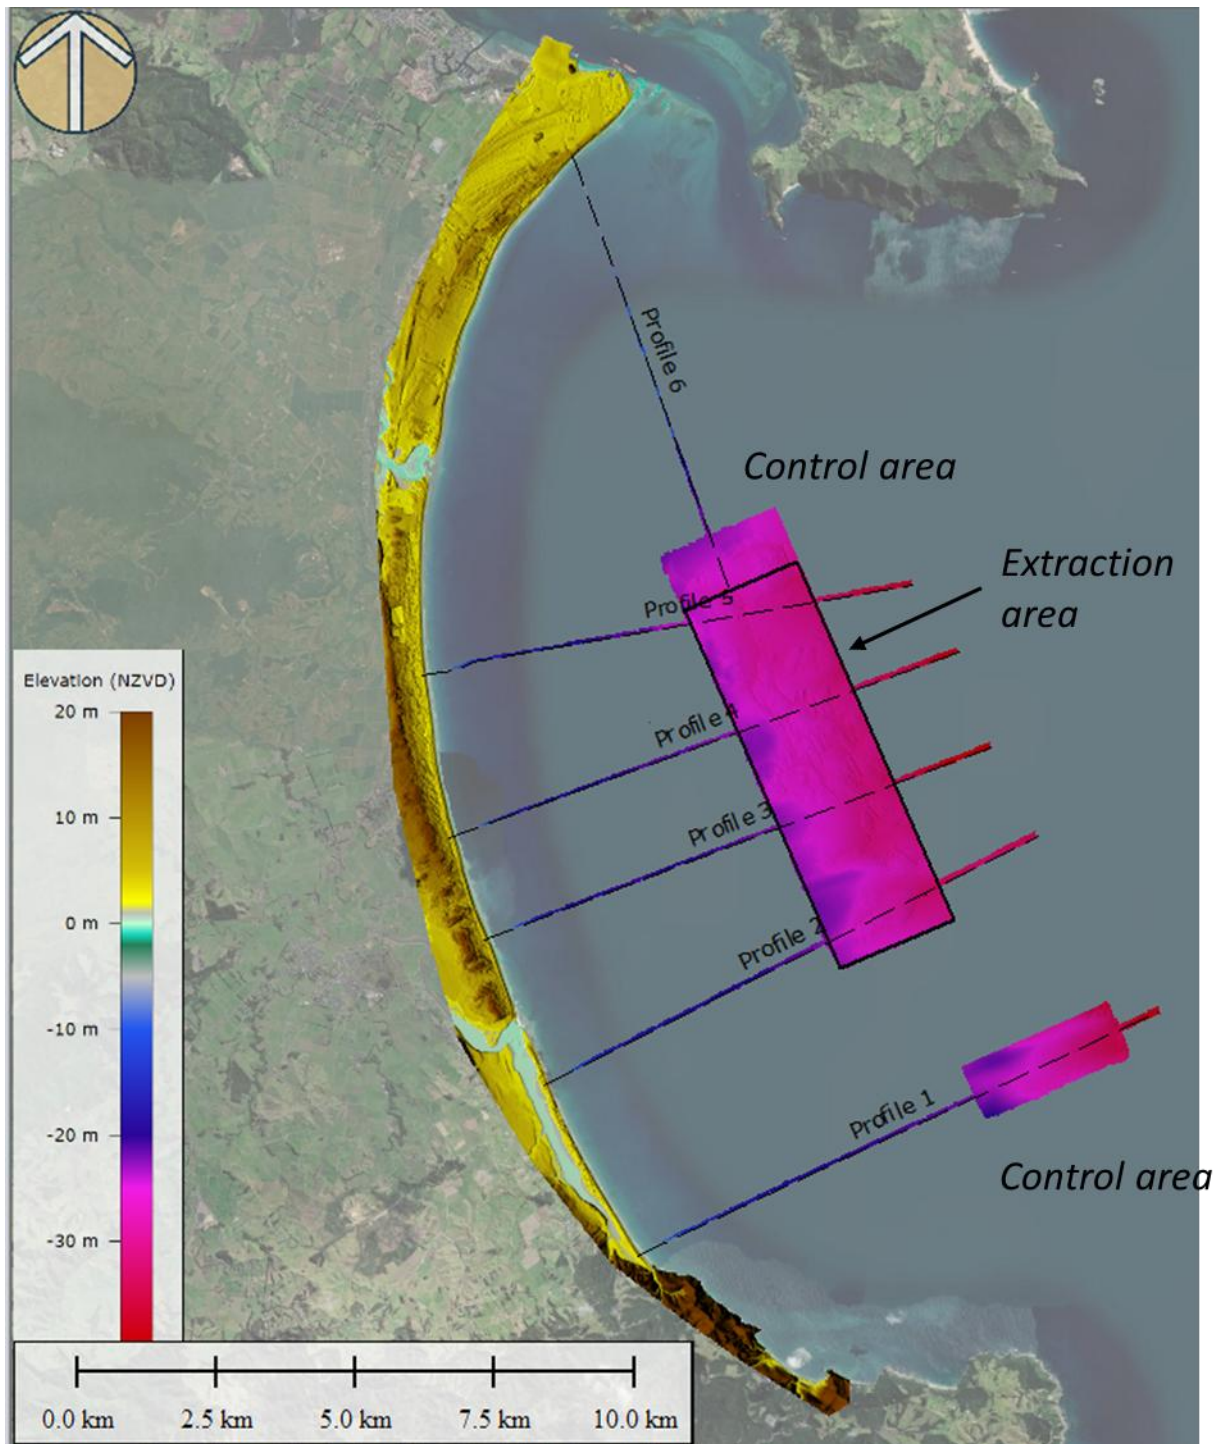 Profile 6
Control area
Extraction
area
Profile 5
Elevation (NZVD)
20 m
Profile 4
10 m
Profile 3
0 m
Profile 2
-10 m
Profile 1
-20 m
Control area
-30 m
0.0 km 2.5 km 5.0 km 7.5 km 10.0 km